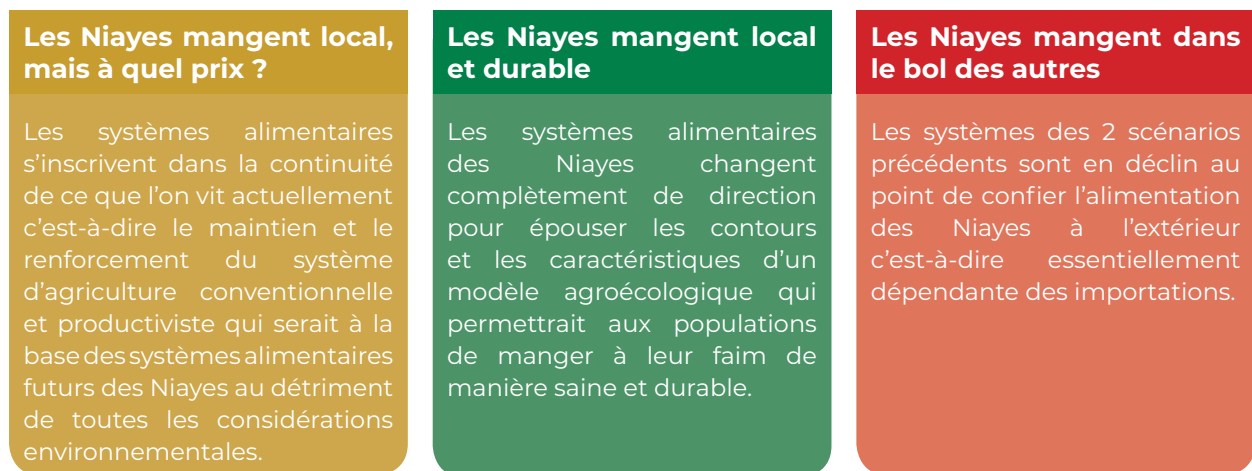 Les Niayes mangent local,
mais à quel prix ?
Les systèmes alimentaires
s’inscrivent dans la continuité
de ce que l’on vit actuellement
c’est-à-dire le maintien et le
renforcement du système
d’agriculture conventionnelle
et productiviste qui serait à la
base des systèmes alimentaires
futurs des Niayes au détriment
de toutes les considérations
environnementales.
Les Niayes mangent local
et durable
Les systèmes alimentaires
des Niayes changent
complètement de direction
pour épouser les contours
et les caractéristiques d’un
modèle agroécologique qui
permettrait aux populations
de manger à leur faim de
manière saine et durable.
Les Niayes mangent dans
le bol des autres
Les systèmes des 2 scénarios
précédents sont en déclin au
point de confier l’alimentation
des Niayes à l’extérieur
c’est-à-dire essentiellement
dépendante des importations.